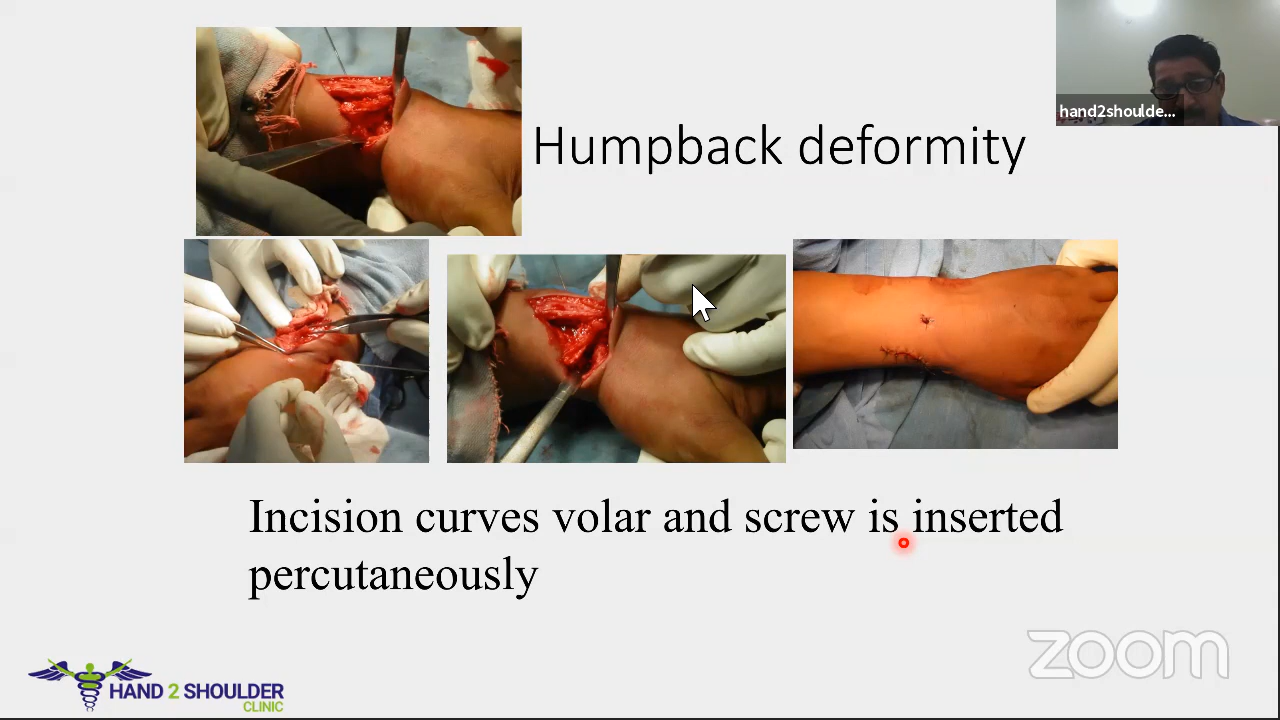 hand2shoulde...
Humpback deformity
Incision curves volar and screw is inserted
percutaneously
HAND 2 SHOULDER
CLINIC
zoom